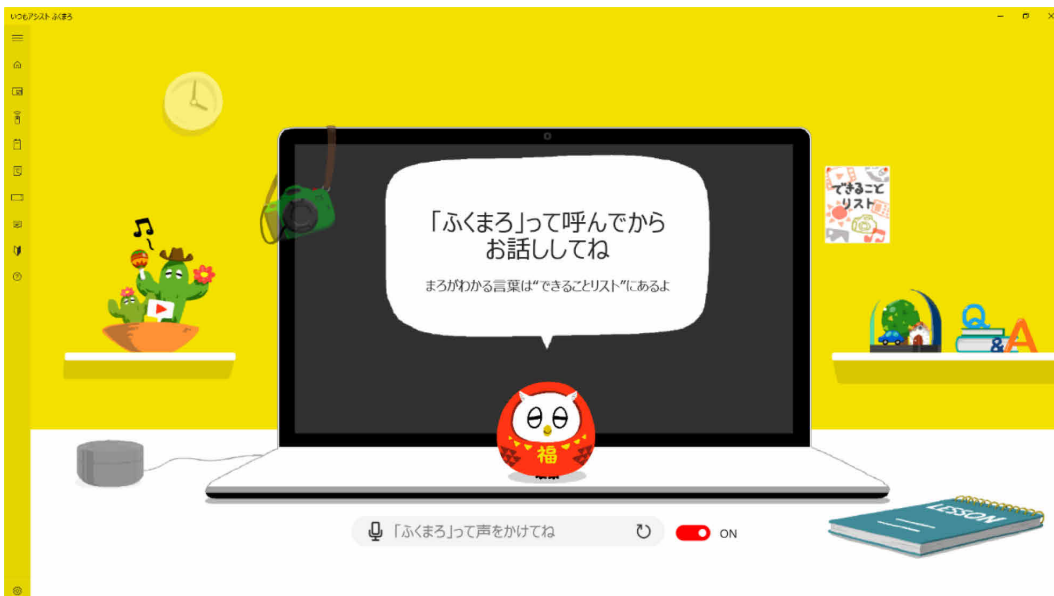 いつもアシスト ふくまろ
「ふくまろ」って呼んでから
お話ししてね
まろがわかる言葉は“できることリスト”にあるよ
できること
リスト
Q
&A
福
LESSON
「ふくまろ」って声をかけてね
ON